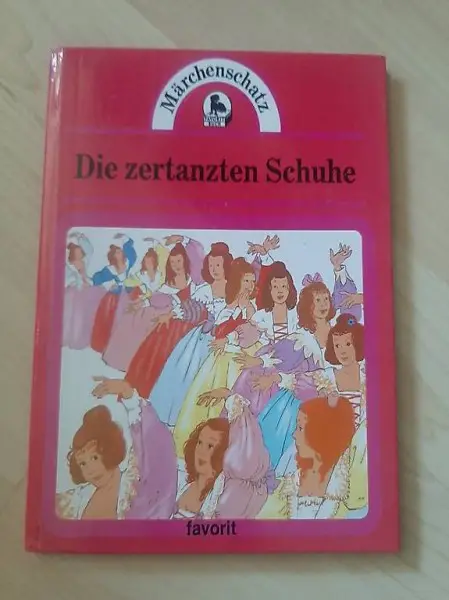 Märchenschatz
Die zertanzten Schuhe
favorit